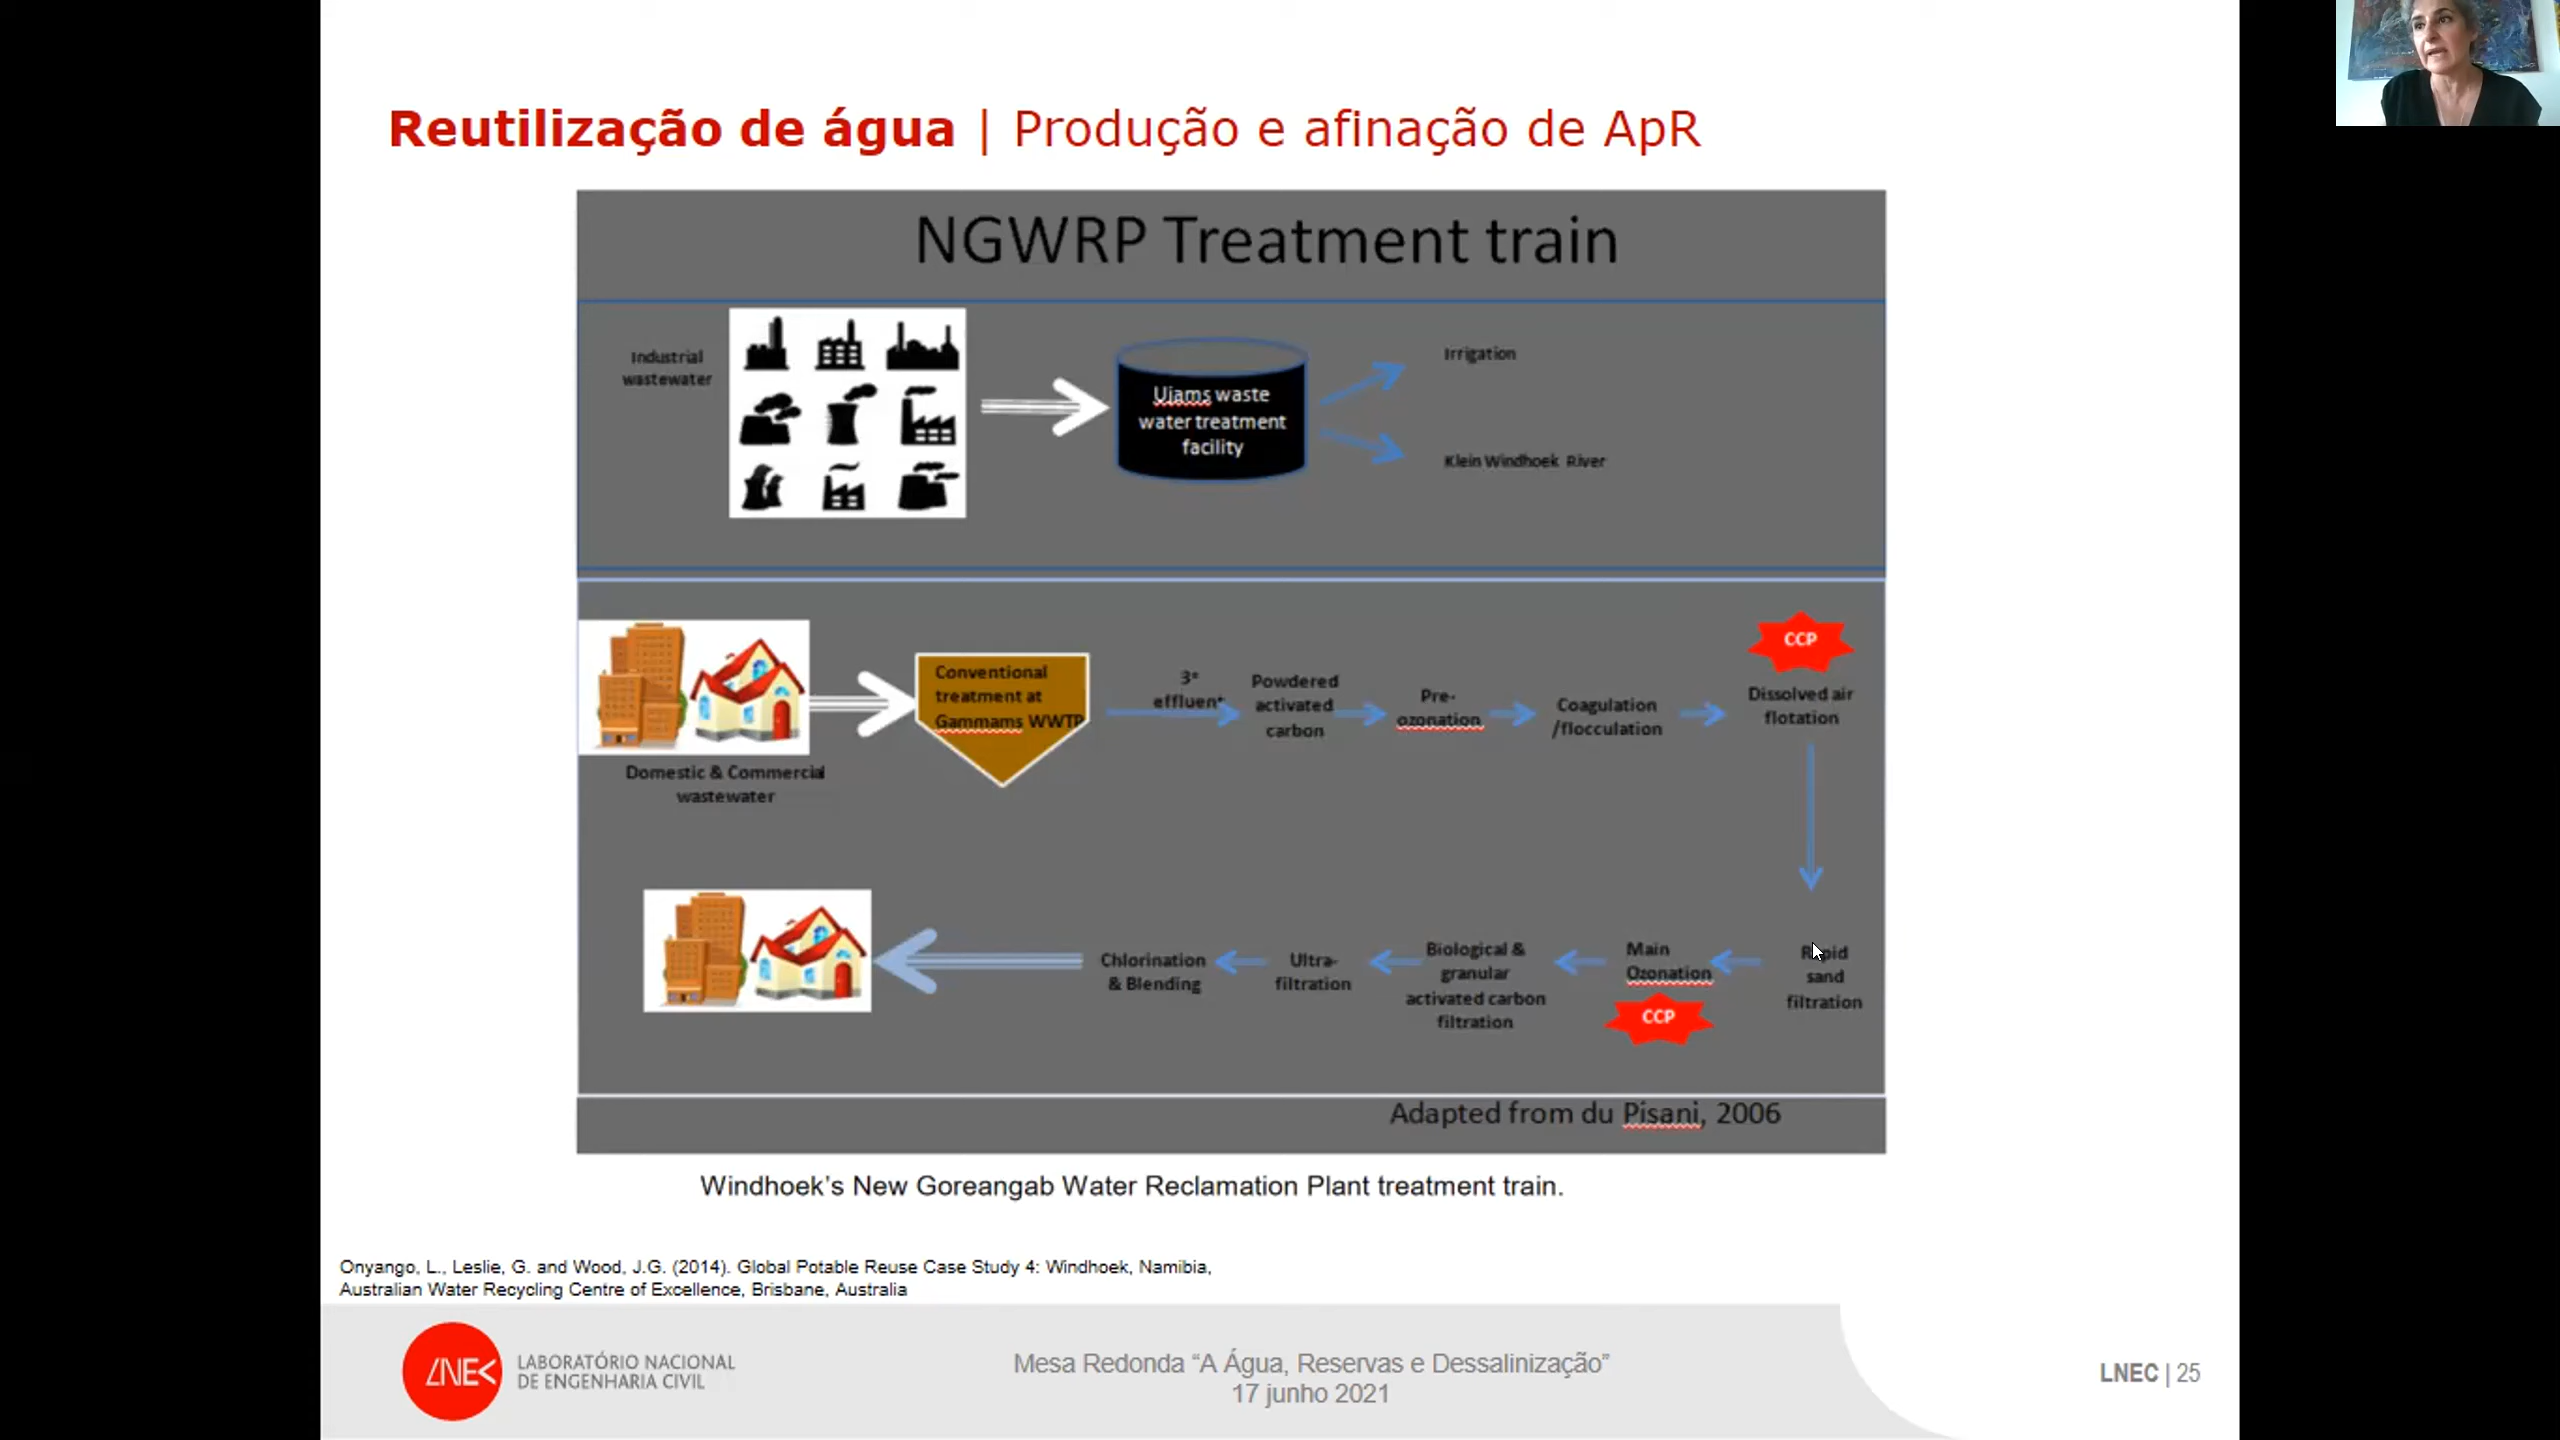 Reutilização de água | Produção e afinação de ApR
NGWRP Treatment train
Industrial
wastewater
Ujams waste
water treatment
facility
Irrigation
Klein Windhoek River
Domestic & Commercial
wastewater
Conventional
treatment at
Gammams WWTP
3ᵉ
effluent
Powdered
activated
carbon
Pre-
ozonation
Coagulation
/flocculation
CCP
Dissolved air
flotation
Rapid
sand
filtration
Main
Ozonation
CCP
Biological &
granular
activated carbon
filtration
Ultra-
filtration
Chlorination
& Blending
Adapted from du Pisani, 2006
Windhoek’s New Goreangab Water Reclamation Plant treatment train.
Onyango, L., Leslie, G. and Wood, J.G. (2014). Global Potable Reuse Case Study 4: Windhoek, Namibia,
Australian Water Recycling Centre of Excellence, Brisbane, Australia
LNEC
LABORATÓRIO NACIONAL
DE ENGENHARIA CIVIL
Mesa Redonda “A Água, Reservas e Dessalinização”
17 junho 2021
LNEC | 25